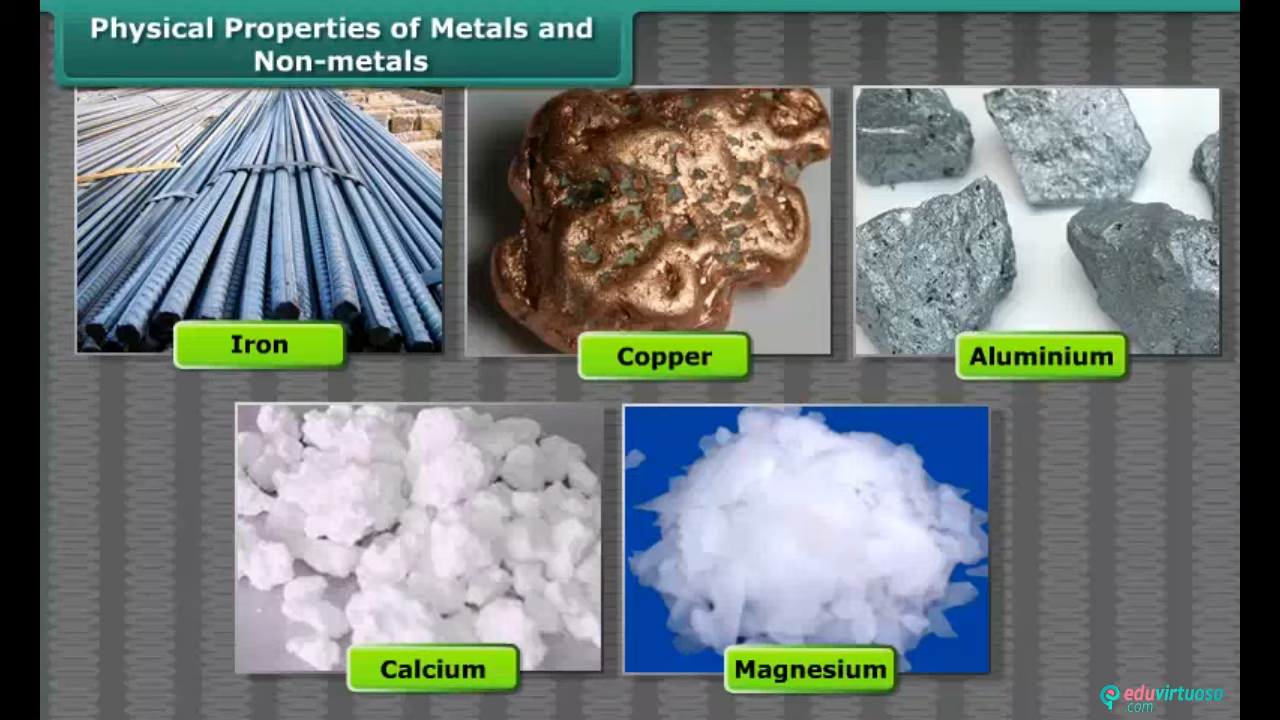 Physical Properties of Metals and
Non-metals
Iron
Copper
Aluminium
Calcium
Magnesium
eduvirtuoso
.com